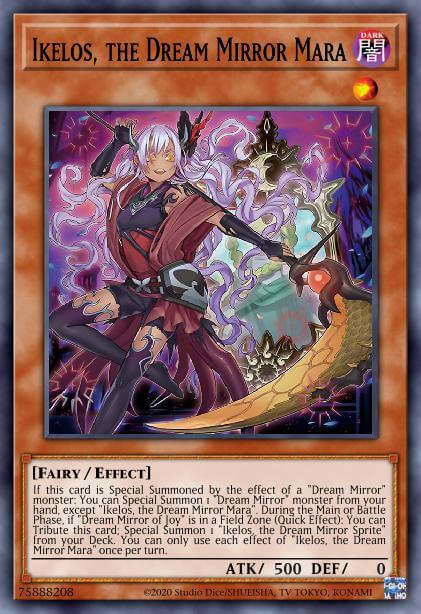 IKELOS, THE DREAM MIRROR MARA
DARK
闇
[FAIRY / EFFECT]
If this card is Special Summoned by the effect of a "Dream Mirror"
monster: You can Special Summon 1 "Dream Mirror" monster from your
hand, except "Ikelos, the Dream Mirror Mara". During the Main or Battle
Phase, if "Dream Mirror of Joy" is in a Field Zone (Quick Effect): You can
Tribute this card; Special Summon 1 "Ikelos, the Dream Mirror Sprite"
from your Deck. You can only use each effect of "Ikelos, the Dream
Mirror Mara" once per turn.
ATK/ 500 DEF/ 0
75888208 ©2020 Studio Dice/SHUEISHA, TV TOKYO, KONAMI